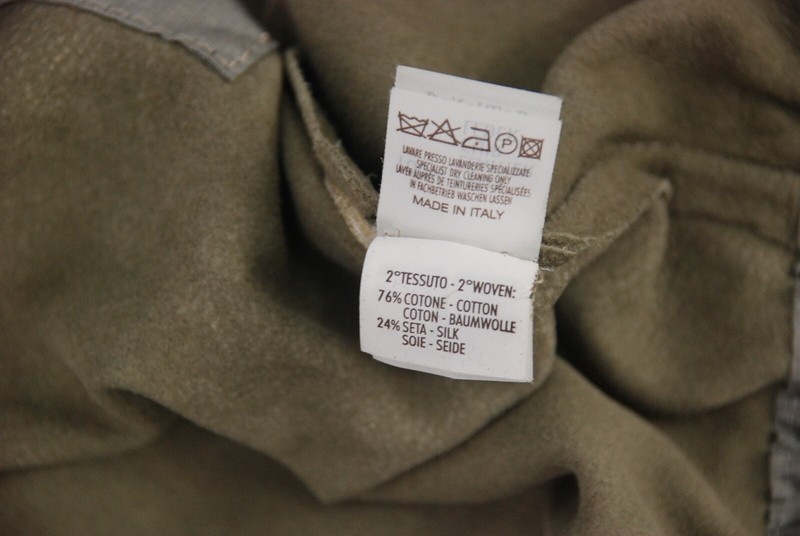 LAVARE PRESSO LAVANDERIE SPECIALIZZATE
SPECIALIST DRY CLEANING ONLY
LAVER AUPRÈS DE TEINTURERIES SPÉCIALISÉES
IN FACHBETRIEB WASCHEN LASSEN
MADE IN ITALY
2°TESSUTO - 2°WOVEN:
76% COTONE - COTTON
COTON - BAUMWOLLE
24% SETA - SILK
SOIE - SEIDE